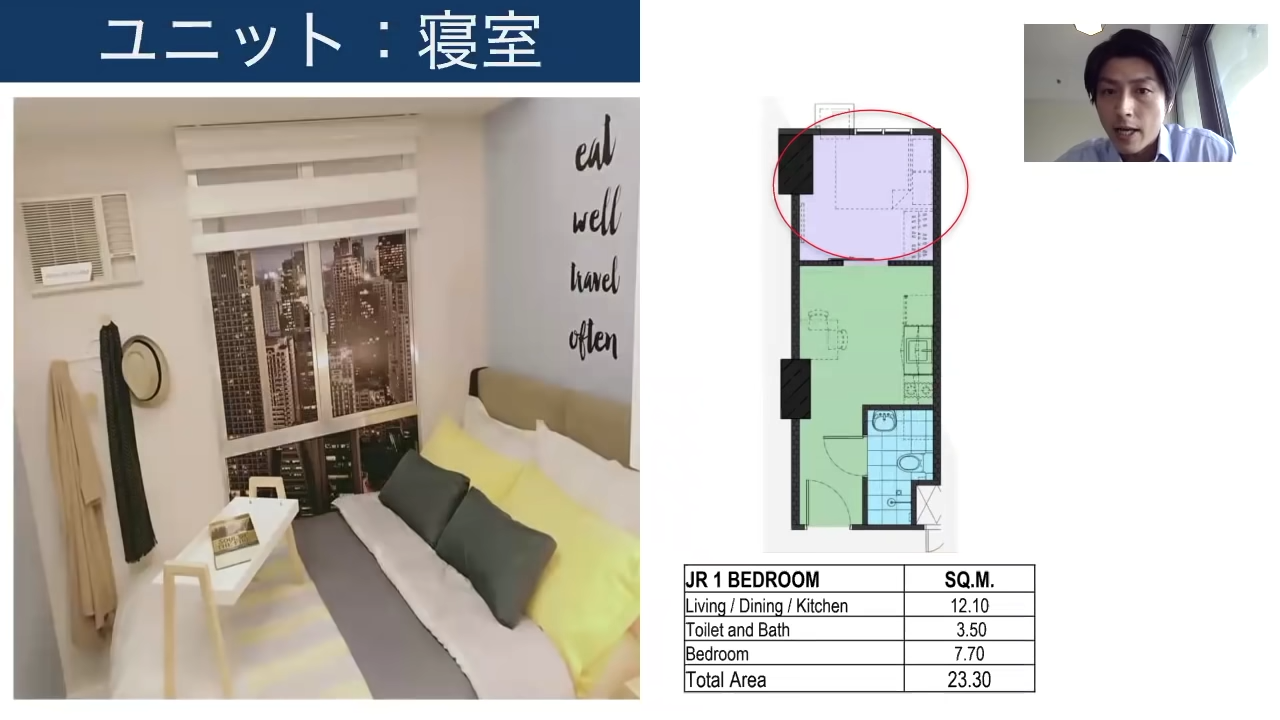 ユニット：寝室
eat
well
travel
often
JR 1 BEDROOM SQ.M.
Living / Dining / Kitchen 12.10
Toilet and Bath 3.50
Bedroom 7.70
Total Area 23.30